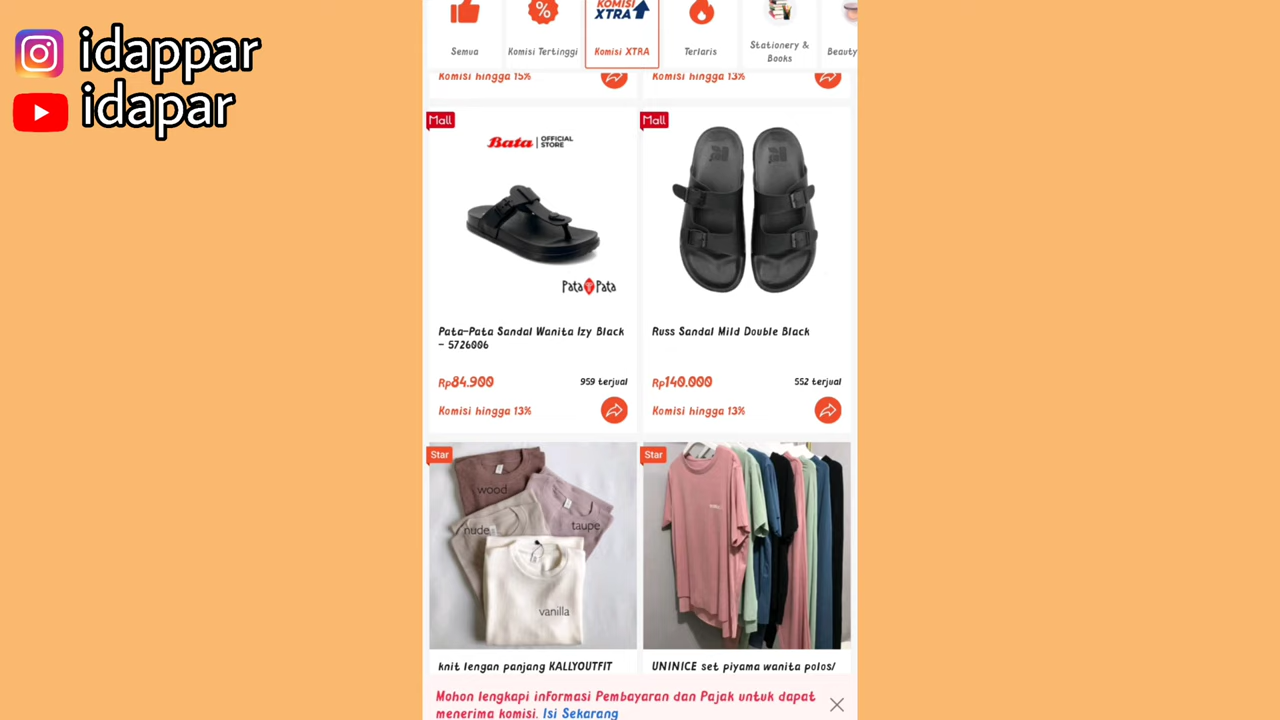 idappar
idapar
KOMISI
XTRA
Semua
Komisi Tertinggi
Komisi XTRA
Terlaris
Stationery &
Books
Beauty
Komisi hingga 15%
Komisi hingga 13%
Mall
Bata OFFICIAL
STORE
Pata Pata
Pata-Pata Sandal Wanita Izy Black
- 5726006
Rp84.900
959 terjual
Komisi hingga 13%
Mall
Russ Sandal Mild Double Black
Rp140.000
552 terjual
Komisi hingga 13%
Star
wood
nude
taupe
vanilla
knit lengan panjang KALLYOUTFIT
Star
UNINICE set piyama wanita polos/
Mohon lengkapi informasi Pembayaran dan Pajak untuk dapat
menerima komisi. Isi Sekarang